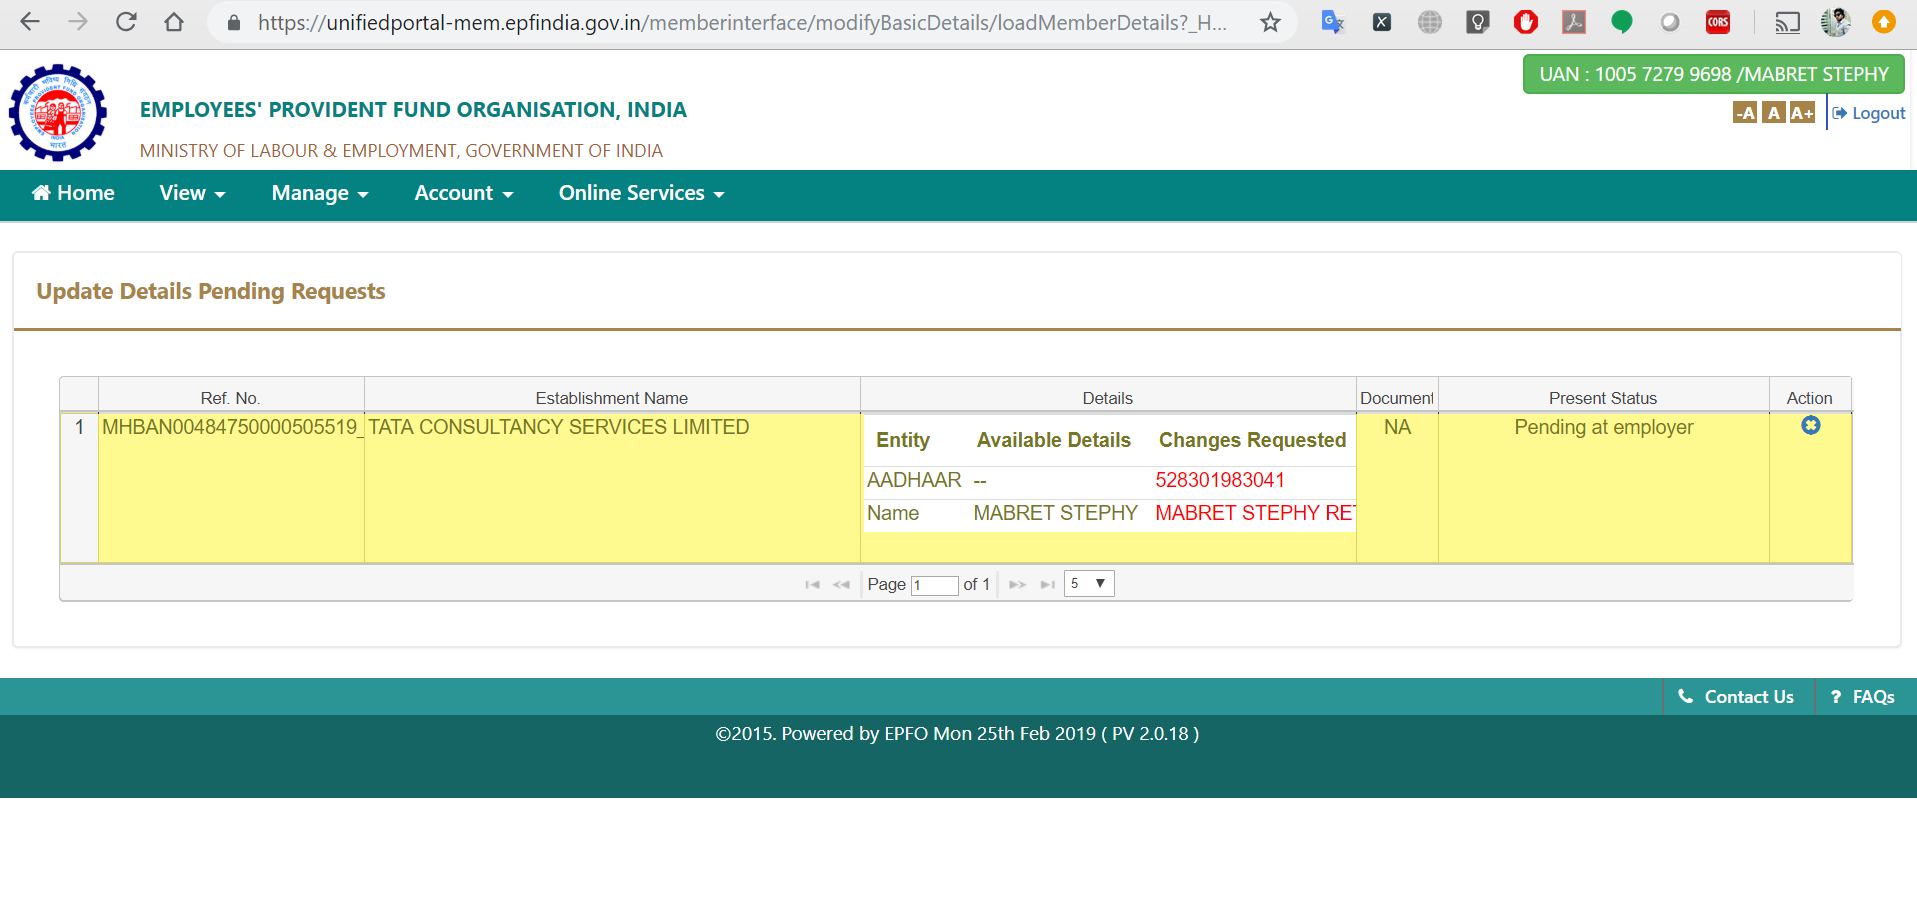 https://unifiedportal-mem.epfindia.gov.in/memberinterface/modifyBasicDetails/loadMemberDetails?_H...
CORS
UAN : 1005 7279 9698 /MABRET STEPHY
EMPLOYEES' PROVIDENT FUND ORGANISATION, INDIA
-A A A+ Logout
MINISTRY OF LABOUR & EMPLOYMENT, GOVERNMENT OF INDIA
Home View Manage Account Online Services
Update Details Pending Requests
Ref. No. Establishment Name Details Document Present Status Action
1 MHBAN00484750000505519_ TATA CONSULTANCY SERVICES LIMITED NA Pending at employer
Entity Available Details Changes Requested
AADHAAR -- 528301983041
Name MABRET STEPHY MABRET STEPHY RE
Page 1 of 1 5
Contact Us ? FAQs
©2015. Powered by EPFO Mon 25th Feb 2019 ( PV 2.0.18 )